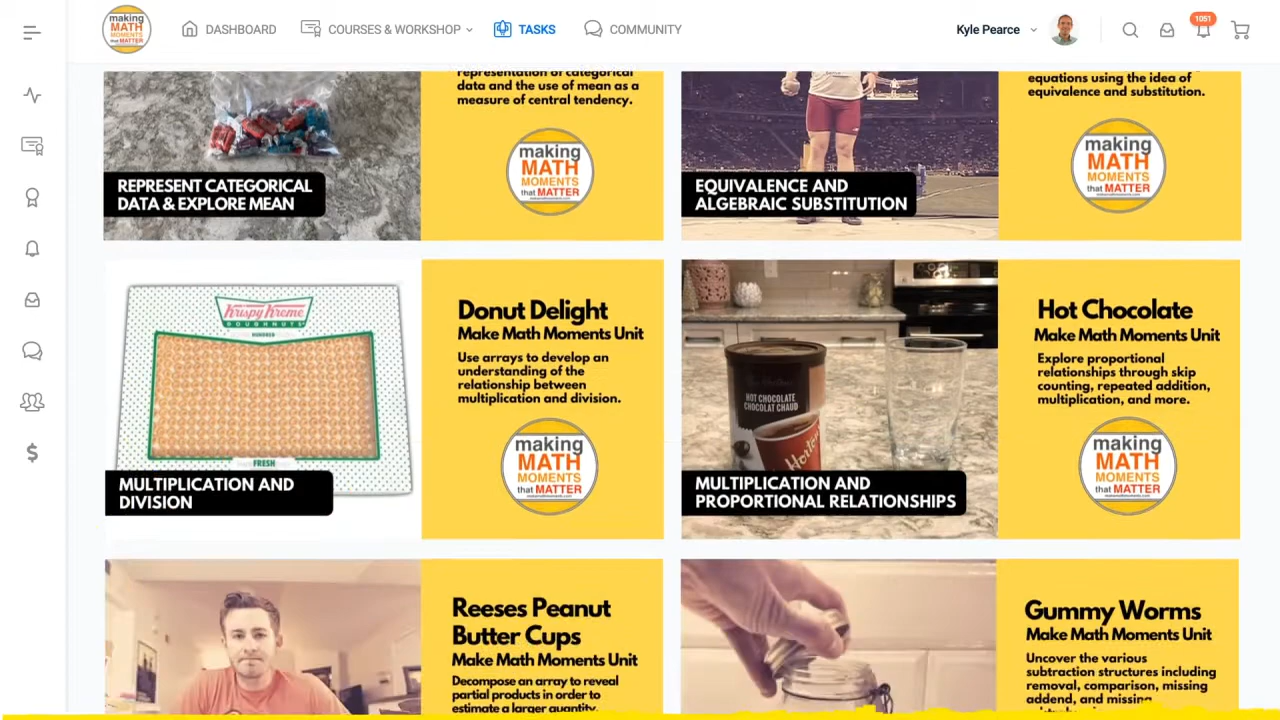 making
MATH
MOMENTS
that MATTER
DASHBOARD
COURSES & WORKSHOP
TASKS
COMMUNITY
Kyle Pearce
1051
representation of categorical
data and the use of mean as a
measure of central tendency.
making
MATH
MOMENTS
that MATTER
REPRESENT CATEGORICAL
DATA & EXPLORE MEAN
equations using the idea of
equivalence and substitution.
making
MATH
MOMENTS
that MATTER
EQUIVALENCE AND
ALGEBRAIC SUBSTITUTION
Krispy Kreme
DOUGHNUTS
HUNDRED
FRESH
MULTIPLICATION AND
DIVISION
Donut Delight
Make Math Moments Unit
Use arrays to develop an
understanding of the
relationship between
multiplication and division.
making
MATH
MOMENTS
that MATTER
HOT CHOCOLATE
CHOCOLAT CHAUD
MULTIPLICATION AND
PROPORTIONAL RELATIONSHIPS
Hot Chocolate
Make Math Moments Unit
Explore proportional
relationships through skip
counting, repeated addition,
multiplication, and more.
making
MATH
MOMENTS
that MATTER
Reeses Peanut
Butter Cups
Make Math Moments Unit
Decompose an array to reveal
partial products in order to
estimate a larger quantity.
Gummy Worms
Make Math Moments Unit
Uncover the various
subtraction structures including
removal, comparison, missing
addend, and missing